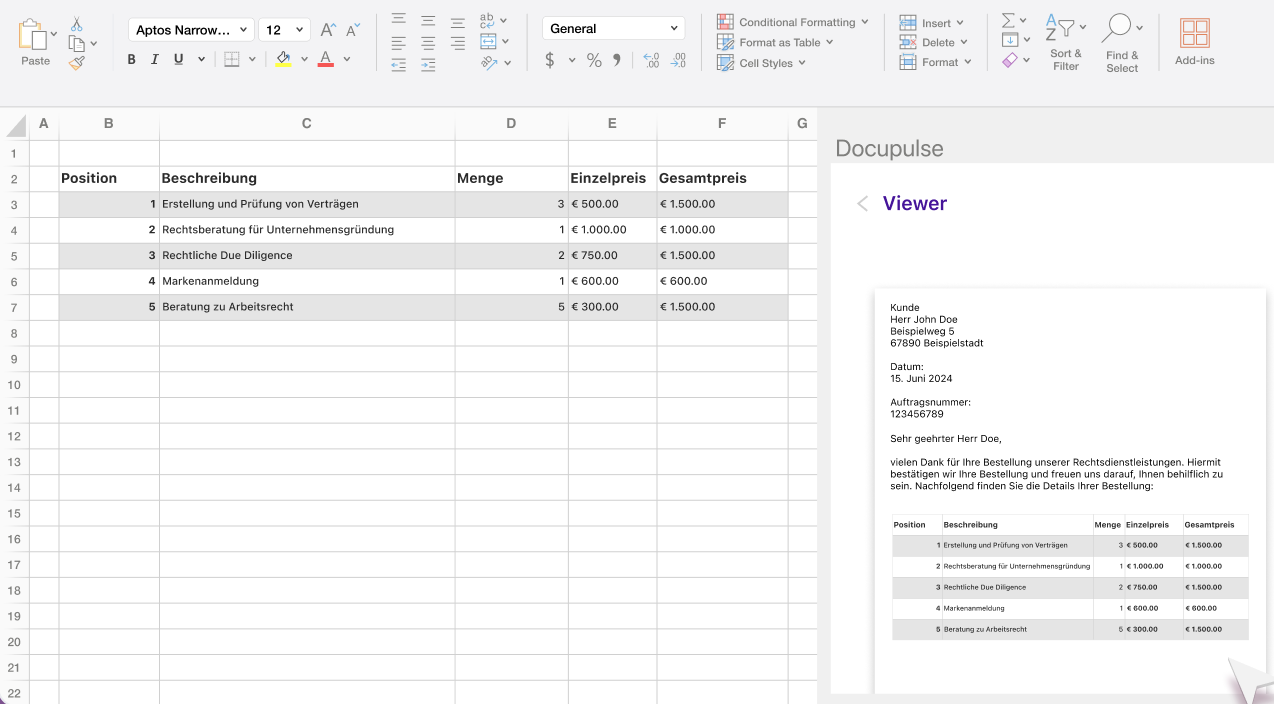 Aptos Narrow... 12 A A ab General Conditional Formatting Insert Σ A Z
Format as Table Delete
Paste B I U A $ % , .0 .00 .00 .0 Cell Styles Format Sort & Filter Find & Select Add-ins
A B C D E F G
Docupulse
1
2 Position Beschreibung Menge Einzelpreis Gesamtpreis
3 1 Erstellung und Prüfung von Verträgen 3 € 500.00 € 1.500.00
4 2 Rechtsberatung für Unternehmensgründung 1 € 1.000.00 € 1.000.00
5 3 Rechtliche Due Diligence 2 € 750.00 € 1.500.00
6 4 Markenanmeldung 1 € 600.00 € 600.00
7 5 Beratung zu Arbeitsrecht 5 € 300.00 € 1.500.00
8
9
10
11
12
13
14
15
16
17
18
19
20
21
22
< Viewer
Kunde
Herr John Doe
Beispielweg 5
67890 Beispielstadt
Datum:
15. Juni 2024
Auftragsnummer:
123456789
Sehr geehrter Herr Doe,
vielen Dank für Ihre Bestellung unserer Rechtsdienstleistungen. Hiermit
bestätigen wir Ihre Bestellung und freuen uns darauf, Ihnen behilflich zu
sein. Nachfolgend finden Sie die Details Ihrer Bestellung:
Position Beschreibung Menge Einzelpreis Gesamtpreis
1 Erstellung und Prüfung von Verträgen 3 € 500.00 € 1.500.00
2 Rechtsberatung für Unternehmensgründung 1 € 1.000.00 € 1.000.00
3 Rechtliche Due Diligence 2 € 750.00 € 1.500.00
4 Markenanmeldung 1 € 600.00 € 600.00
5 Beratung zu Arbeitsrecht 5 € 300.00 € 1.500.00